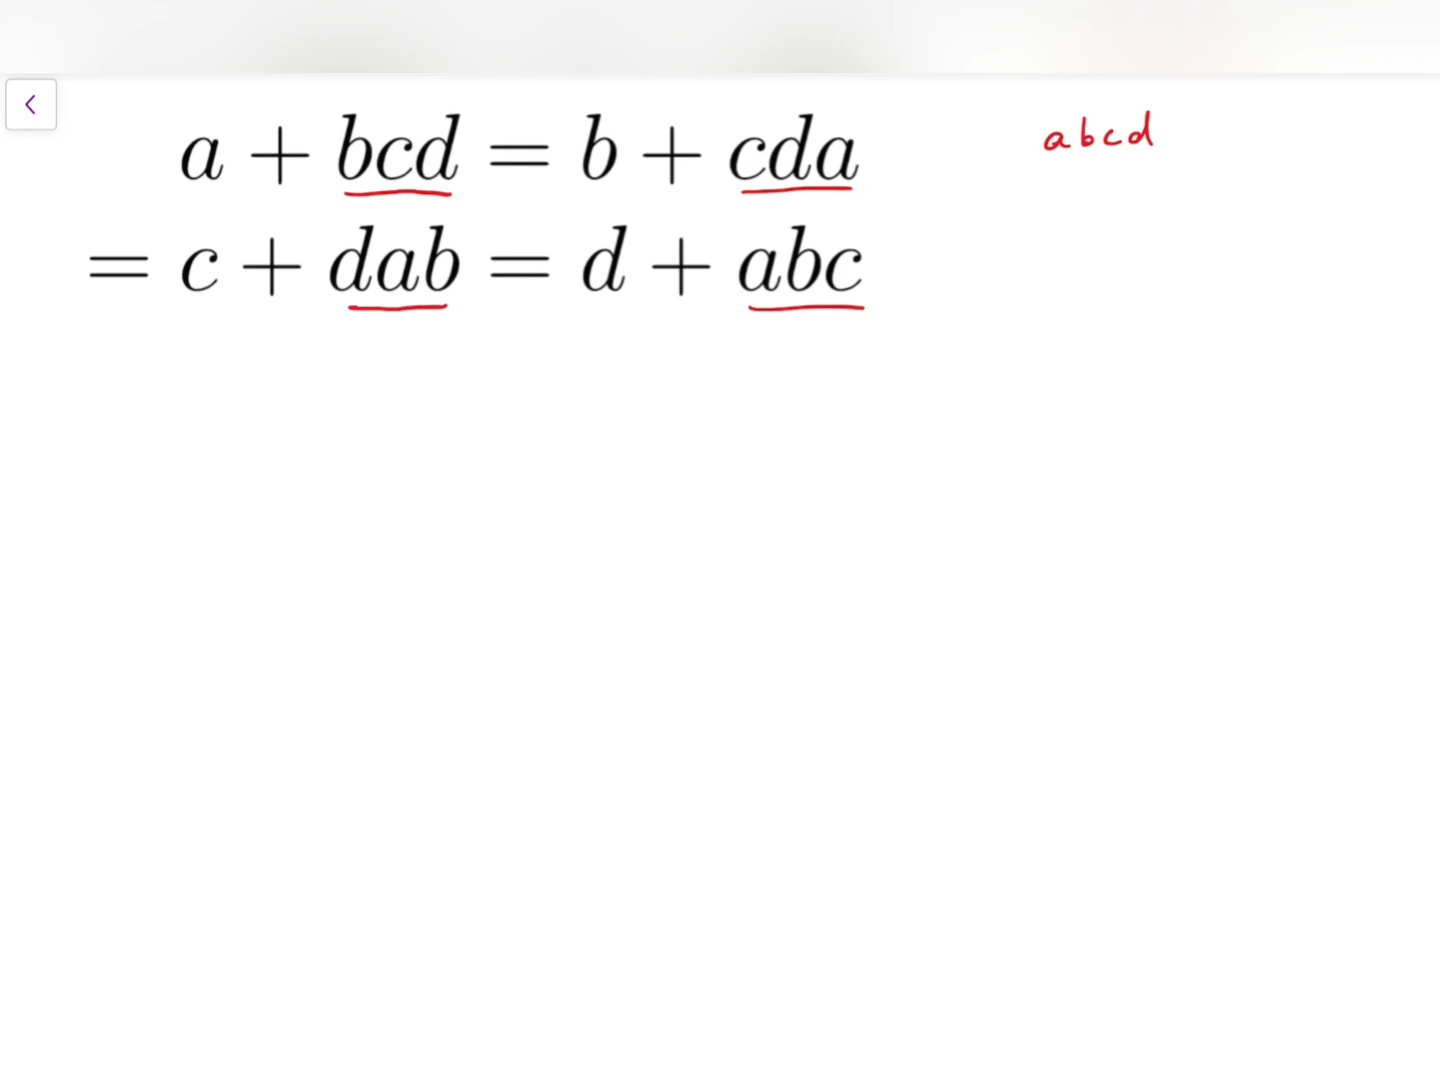 a + bcd = b + cda
= c + dab = d + abc
abcd